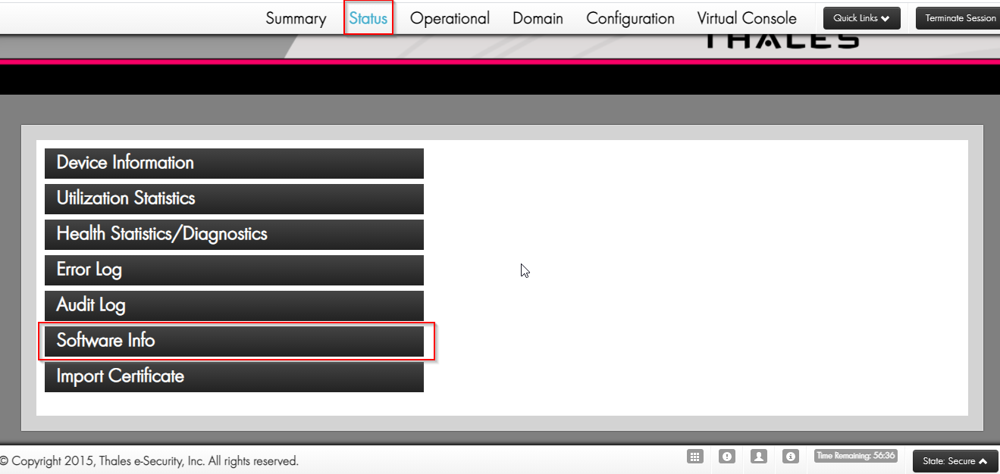 Summary Status Operational Domain Configuration Virtual Console Quick Links Terminate Session
THALES
Device Information
Utilization Statistics
Health Statistics/Diagnostics
Error Log
Audit Log
Software Info
Import Certificate
© Copyright 2015, Thales e-Security, Inc. All rights reserved.
Time Remaining: 56:36
State: Secure